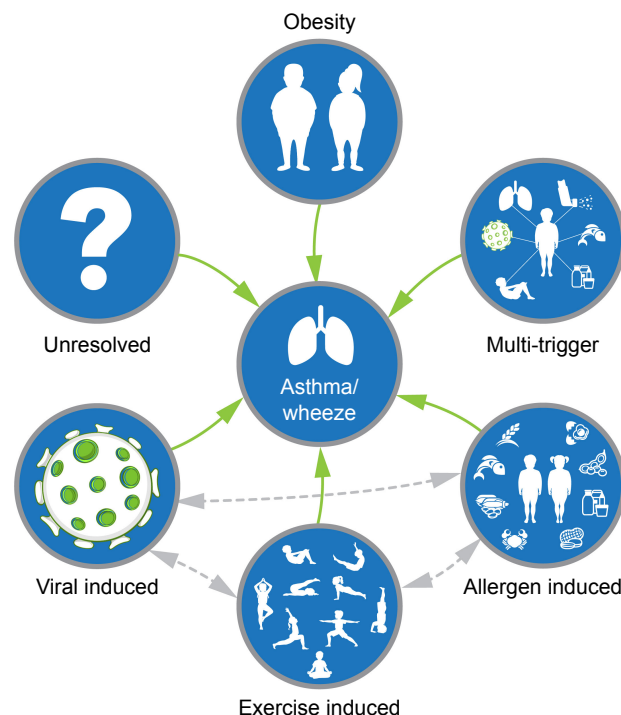 Obesity
Unresolved
Multi-trigger
Asthma/
wheeze
Viral induced
Allergen induced
Exercise induced